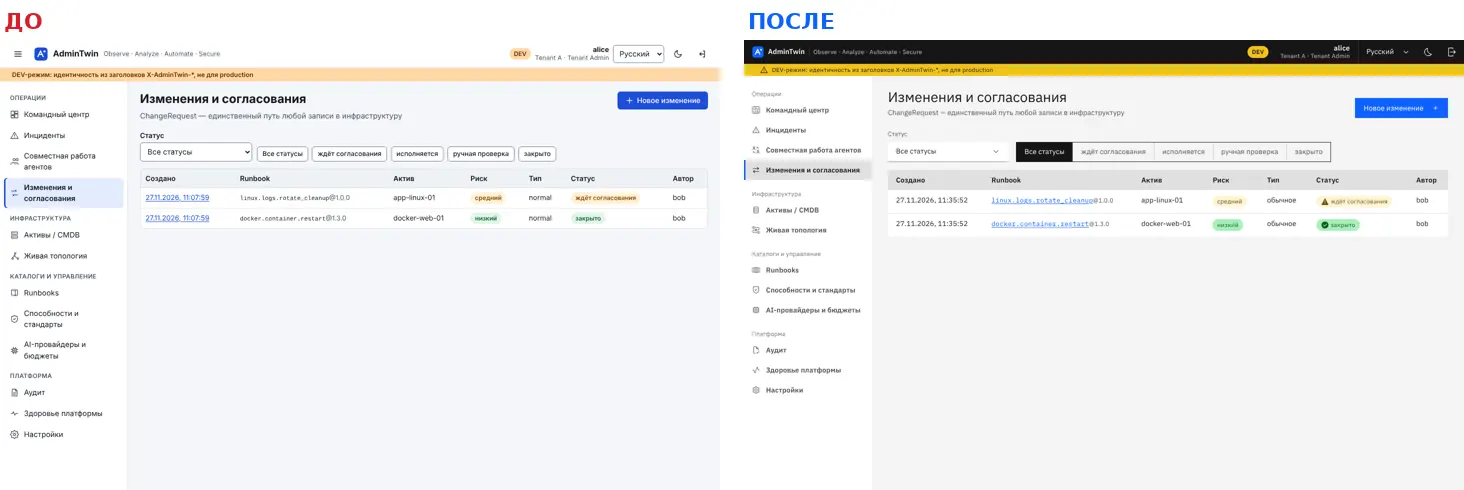 ДО
AdminTwin Observe · Analyze · Automate · Secure
DEV
alice
Tenant A · Tenant Admin
Русский
DEV-режим: идентичность из заголовков X-AdminTwin-*, не для production
ОПЕРАЦИИ
Командный центр
Инциденты
Совместная работа
агентов
Изменения и
согласования
ИНФРАСТРУКТУРА
Активы / CMDB
Живая топология
КАТАЛОГИ И УПРАВЛЕНИЕ
Runbooks
Способности и
стандарты
AI-провайдеры и
бюджеты
ПЛАТФОРМА
Аудит
Здоровье платформы
Настройки
Изменения и согласования
ChangeRequest — единственный путь любой записи в инфраструктуру
+ Новое изменение
Статус
Все статусы
Все статусы ждёт согласования исполняется ручная проверка закрыто
Создано Runbook Актив Риск Тип Статус Автор
27.11.2026, 11:07:59 linux.logs.rotate_cleanup@1.0.0 app-linux-01 средний normal ждёт согласования bob
27.11.2026, 11:07:59 docker.container.restart@1.3.0 docker-web-01 низкий normal закрыто bob
ПОСЛЕ
AdminTwin Observe · Analyze · Automate · Secure
DEV
alice
Tenant A · Tenant Admin
Русский
DEV-режим: идентичность из заголовков X-AdminTwin-*, не для production
Операции
Командный центр
Инциденты
Совместная работа агентов
Изменения и согласования
Инфраструктура
Активы / CMDB
Живая топология
Каталоги и управление
Runbooks
Способности и стандарты
AI-провайдеры и бюджеты
Платформа
Аудит
Здоровье платформы
Настройки
Изменения и согласования
ChangeRequest — единственный путь любой записи в инфраструктуру
Новое изменение +
Статус
Все статусы
Все статусы ждёт согласования исполняется ручная проверка закрыто
Создано Runbook Актив Риск Тип Статус Автор
27.11.2026, 11:35:52 linux.logs.rotate_cleanup@1.0.0 app-linux-01 средний обычное ждёт согласования bob
27.11.2026, 11:35:52 docker.container.restart@1.3.0 docker-web-01 низкий обычное закрыто bob